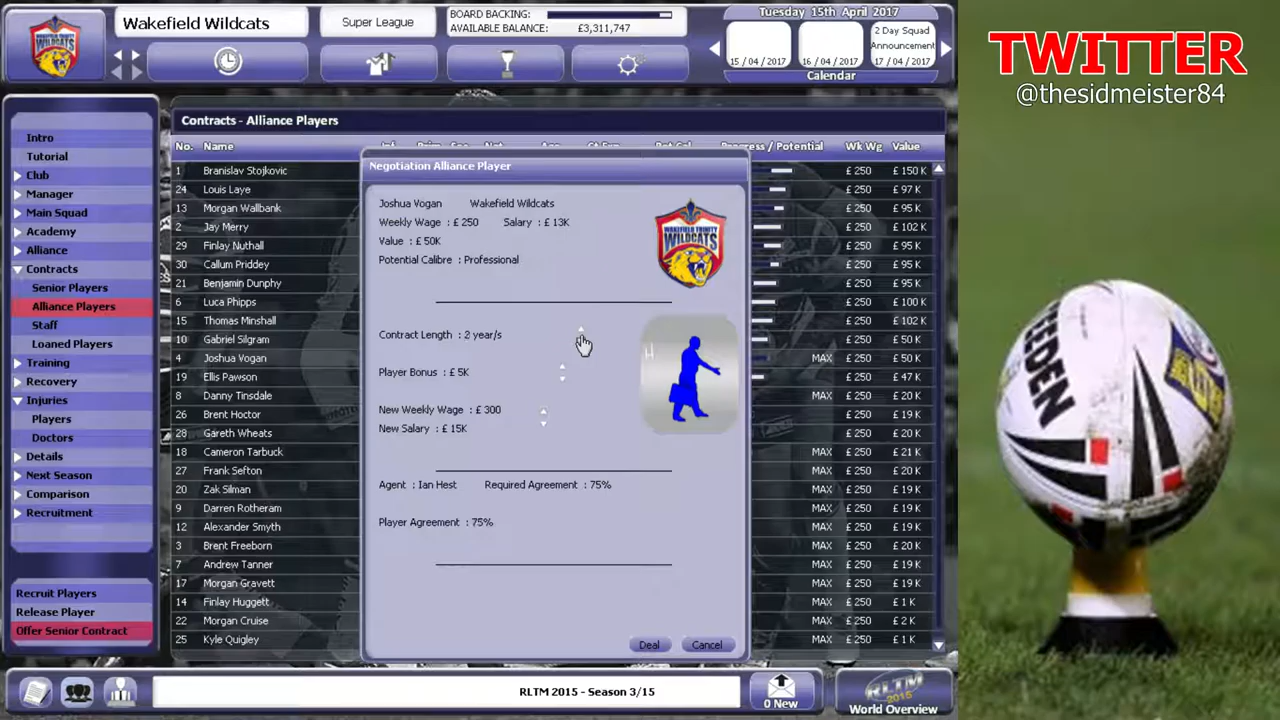 Wakefield Wildcats
Super League
BOARD BACKING:
AVAILABLE BALANCE: £3,311,747
Tuesday 15th April 2017
2 Day Squad
Announcement
15 / 04 / 2017
16 / 04 / 2017
17 / 04 / 2017
Calendar
TWITTER
@thesidmeister84
Intro
Tutorial
Club
Manager
Main Squad
Academy
Alliance
Contracts
Senior Players
Alliance Players
Staff
Loaned Players
Training
Recovery
Injuries
Players
Doctors
Details
Next Season
Comparison
Recruitment
Recruit Players
Release Player
Offer Senior Contract
Contracts - Alliance Players
No. Name Progress / Potential Wk Wg Value
1 Branislav Stojkovic £ 250 £ 150 K
24 Louis Laye £ 250 £ 97 K
13 Morgan Wallbank £ 250 £ 95 K
2 Jay Merry £ 250 £ 102 K
29 Finlay Nuthall £ 250 £ 95 K
30 Callum Priddey £ 250 £ 95 K
21 Benjamin Dunphy £ 250 £ 95 K
6 Luca Phipps £ 250 £ 100 K
15 Thomas Minshall £ 250 £ 102 K
10 Gabriel Silgram £ 250 £ 50 K
4 Joshua Vogan MAX £ 250 £ 50 K
19 Ellis Pawson £ 250 £ 47 K
8 Danny Tinsdale MAX £ 250 £ 20 K
26 Brent Hoctor £ 250 £ 19 K
28 Gareth Wheats £ 250 £ 20 K
18 Cameron Tarbuck MAX £ 250 £ 21 K
27 Frank Sefton MAX £ 250 £ 20 K
20 Zak Silman MAX £ 250 £ 19 K
9 Darren Rotheram MAX £ 250 £ 19 K
12 Alexander Smyth MAX £ 250 £ 19 K
3 Brent Freeborn MAX £ 250 £ 20 K
7 Andrew Tanner MAX £ 250 £ 19 K
17 Morgan Gravett MAX £ 250 £ 19 K
14 Finlay Huggett MAX £ 250 £ 1 K
22 Morgan Cruise MAX £ 250 £ 2 K
25 Kyle Quigley MAX £ 250 £ 1 K
Negotiation Alliance Player
Joshua Vogan Wakefield Wildcats
Weekly Wage : £ 250 Salary : £ 13K
Value : £ 50K
Potential Calibre : Professional
WAKEFIELD TRINITY
WILDCATS
Contract Length : 2 year/s
Player Bonus : £ 5K
New Weekly Wage : £ 300
New Salary : £ 15K
Agent : Ian Hest Required Agreement : 75%
Player Agreement : 75%
Deal Cancel
RLTM 2015 - Season 3/15
0 New
RLTM
2015
World Overview
STEEDEN